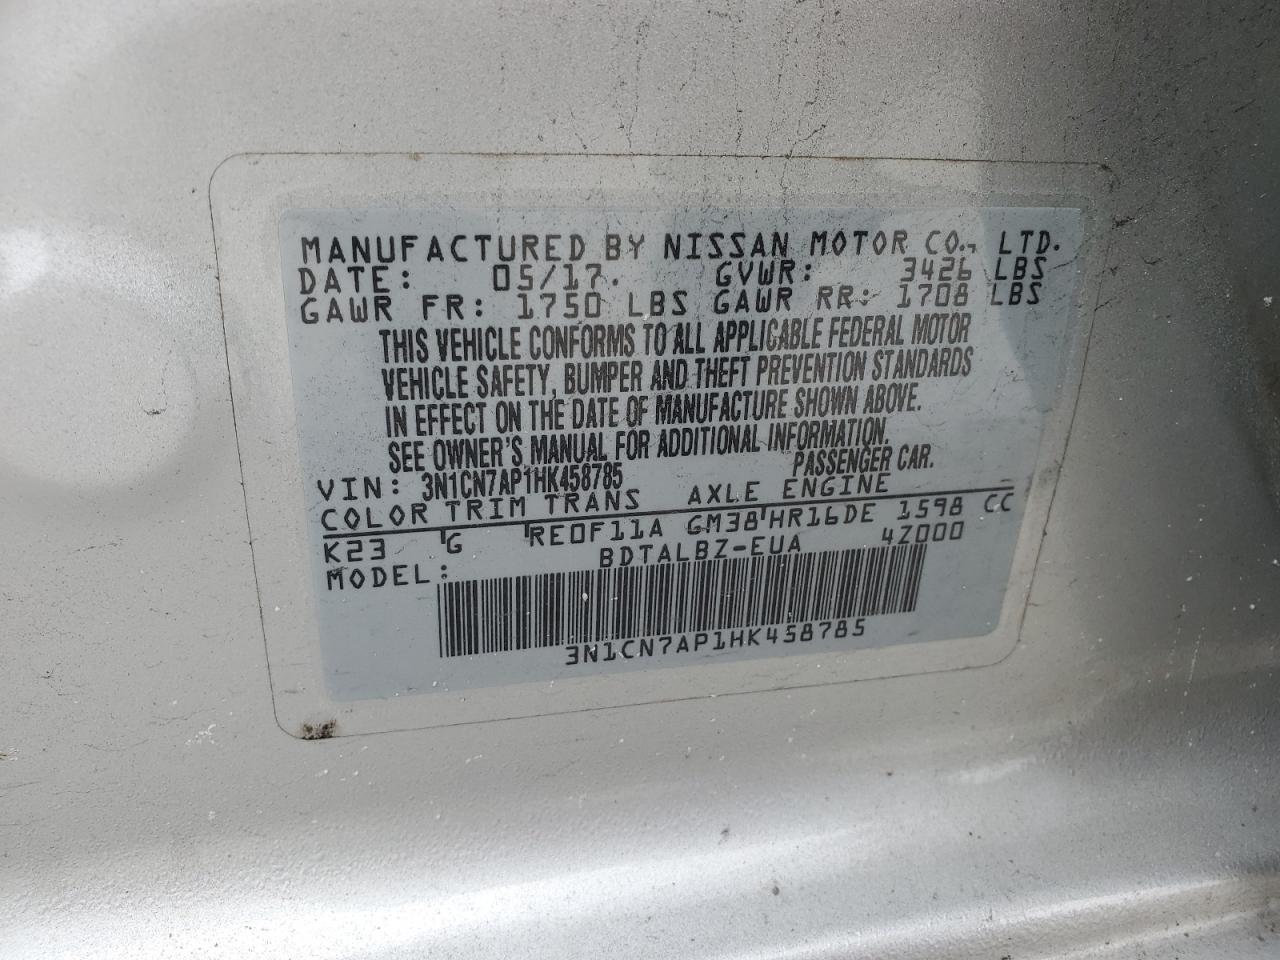 MANUFACTURED BY NISSAN MOTOR CO., LTD.
DATE: 05/17. GVWR: 3426 LBS
GAWR FR: 1750 LBS GAWR RR: 1708 LBS
THIS VEHICLE CONFORMS TO ALL APPLICABLE FEDERAL MOTOR
VEHICLE SAFETY, BUMPER AND THEFT PREVENTION STANDARDS
IN EFFECT ON THE DATE OF MANUFACTURE SHOWN ABOVE.
SEE OWNER'S MANUAL FOR ADDITIONAL INFORMATION.
VIN: 3N1CN7AP1HK458785 PASSENGER CAR.
COLOR TRIM TRANS AXLE ENGINE
K23 G RE0F11A GM38 HR16DE 1598 CC
MODEL: BDTALBZ-EUA 4Z000
3N1CN7AP1HK458785